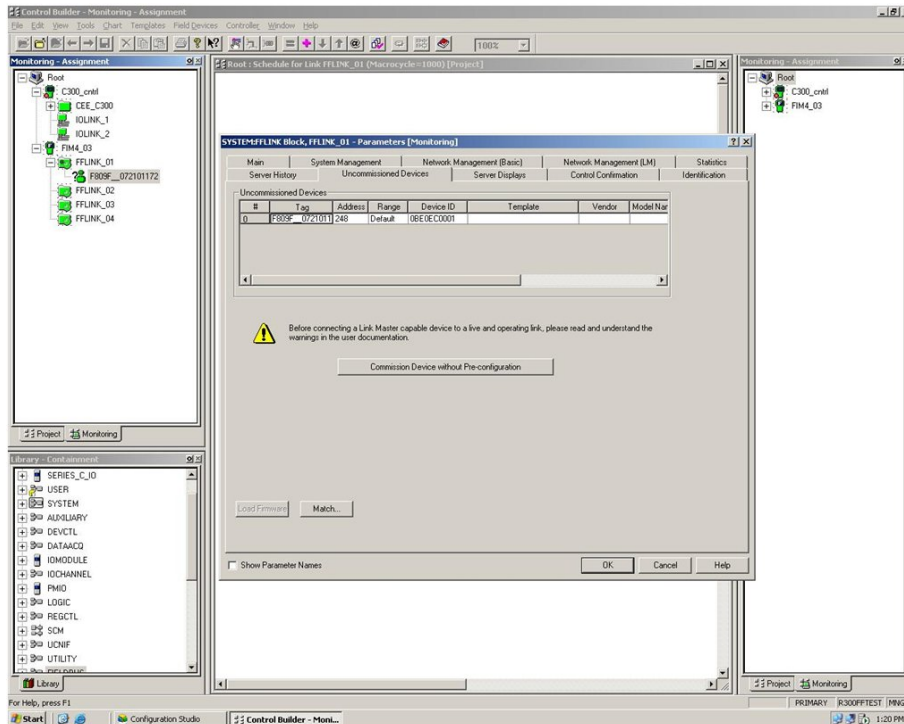 Control Builder - Monitoring - Assignment
File Edit View Tools Chart Templates Field Devices Controller Window Help
100%
Monitoring - Assignment
Root
C300_cntrl
CEE_C300
IOLINK_1
IOLINK_2
FIM4_03
FFLINK_01
F809F__072101172
FFLINK_02
FFLINK_03
FFLINK_04
Project Monitoring
Library - Containment
SERIES_C_IO
USER
SYSTEM
AUXILIARY
DEVCTL
DATAACQ
IOMODULE
IOCHANNEL
PMIO
LOGIC
REGCTL
SCM
UCNIF
UTILITY
FIELDBUS
Library
Root : Schedule for Link FFLINK_01 (Macrocycle=1000) [Project]
SYSTEM:FFLINK Block, FFLINK_01 - Parameters [Monitoring]
Main System Management Network Management (Basic) Network Management (LM) Statistics
Server History Uncommissioned Devices Server Displays Control Confirmation Identification
Uncommissioned Devices
# Tag Address Range Device ID Template Vendor Model Nar
0 F809F__0721011 248 Default 0BE0EC0001
Before connecting a Link Master capable device to a live and operating link, please read and understand the
warnings in the user documentation.
Commission Device without Pre-configuration
Load Firmware Match...
Show Parameter Names OK Cancel Help
Monitoring - Assignment
Root
C300_cntrl
FIM4_03
Project Monitoring
For Help, press F1
PRIMARY R300FFTEST MNG
Start Configuration Studio Control Builder - Moni... 1:20 PM